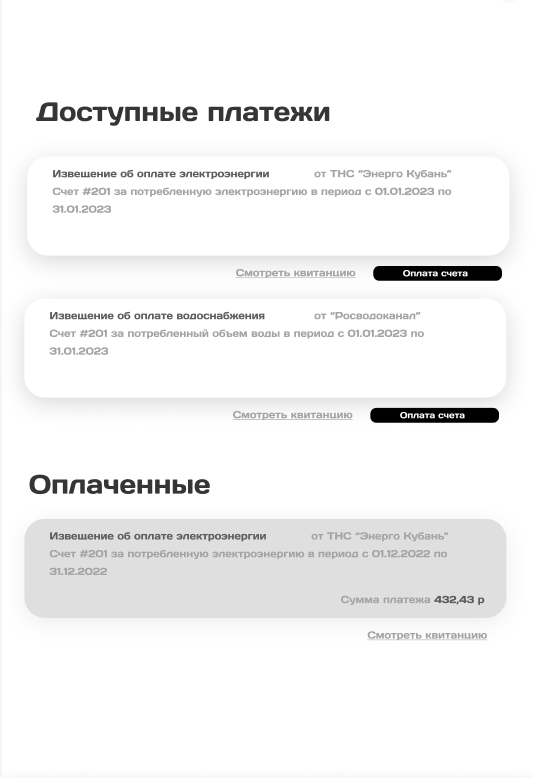 Доступные платежи
Извещение об оплате электроэнергии от ТНС “Энерго Кубань”
Счет #201 за потребленную электроэнергию в период с 01.01.2023 по
31.01.2023
Смотреть квитанцию Оплата счета
Извещение об оплате водоснабжения от “Росводоканал”
Счет #201 за потребленный объем воды в период с 01.01.2023 по
31.01.2023
Смотреть квитанцию Оплата счета
Оплаченные
Извещение об оплате электроэнергии от ТНС “Энерго Кубань”
Счет #201 за потребленную электроэнергию в период с 01.12.2022 по
31.12.2022
Сумма платежа 432,43 р
Смотреть квитанцию